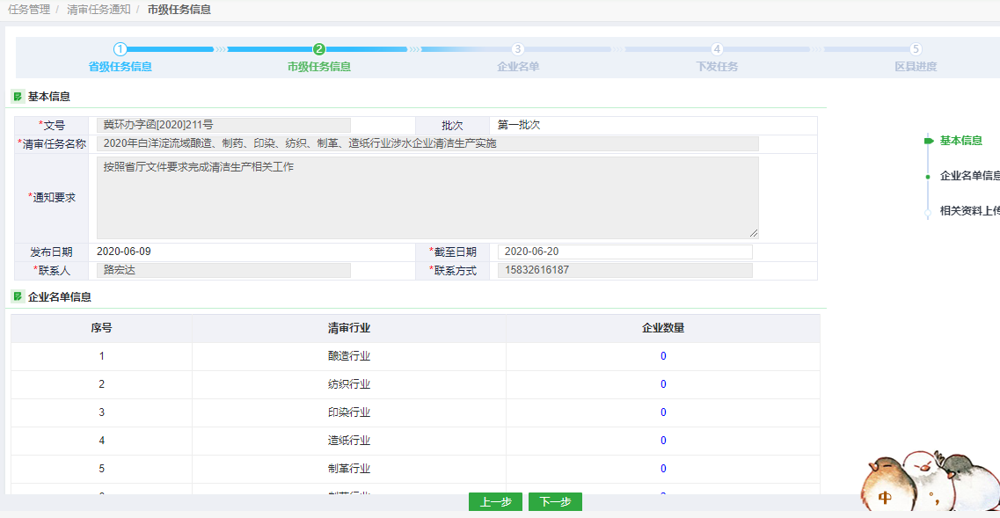 任务管理 / 清审任务通知 / 市级任务信息
1 2 3 4 5
省级任务信息 市级任务信息 企业名单 下发任务 区县进度
基本信息
*文号 冀环办字函[2020]211号 批次 第一批次
*清审任务名称 2020年白洋淀流域酿造、制药、印染、纺织、制革、造纸行业涉水企业清洁生产实施
*通知要求 按照省厅文件要求完成清洁生产相关工作
发布日期 2020-06-09 *截至日期 2020-06-20
*联系人 路宏达 *联系方式 15832616187
基本信息
企业名单信息
相关资料上传
企业名单信息
序号 清审行业 企业数量
1 酿造行业 0
2 纺织行业 0
3 印染行业 0
4 造纸行业 0
5 制革行业 0
上一步 下一步
中 °,